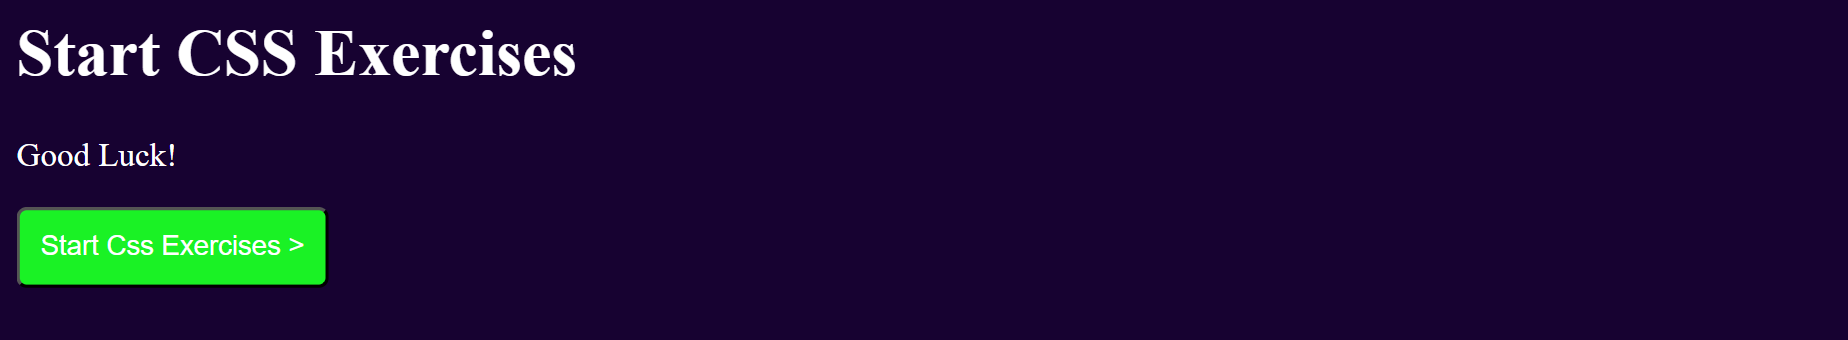 Start CSS Exercises
Good Luck!
Start Css Exercises >